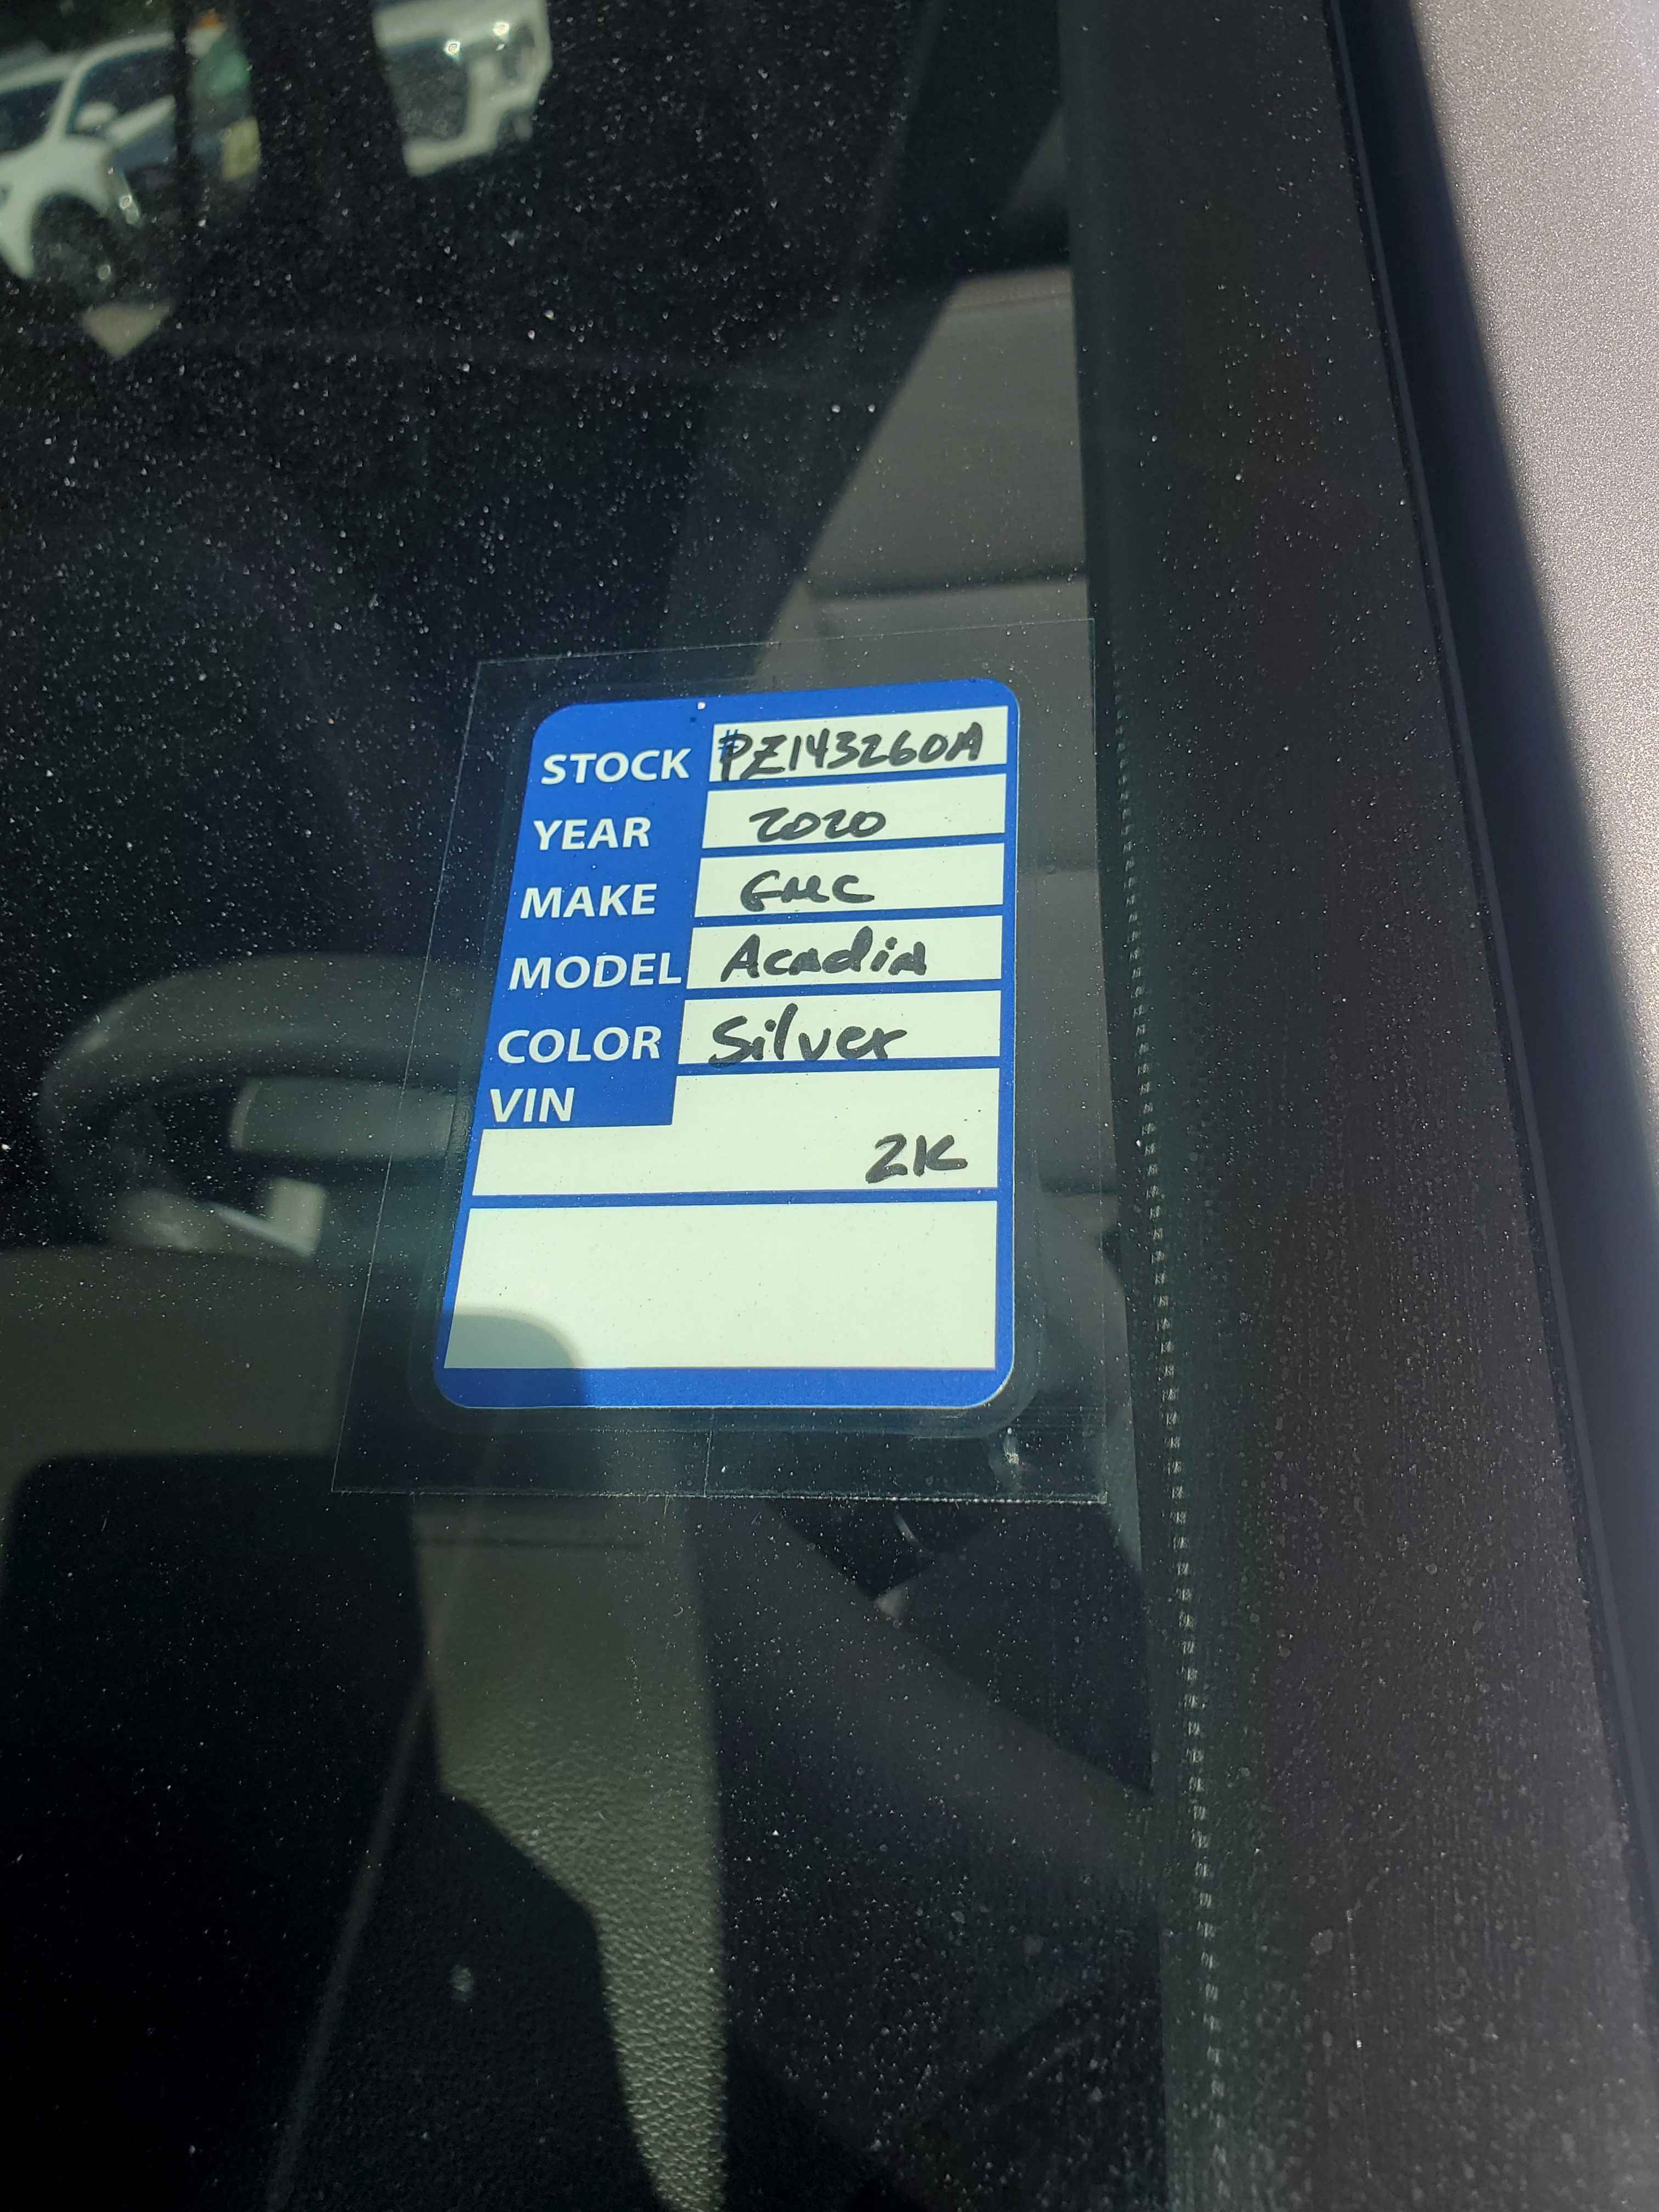 STOCK #PZ143260A
YEAR 2020
MAKE GMC
MODEL Acadia
COLOR Silver
VIN
2K